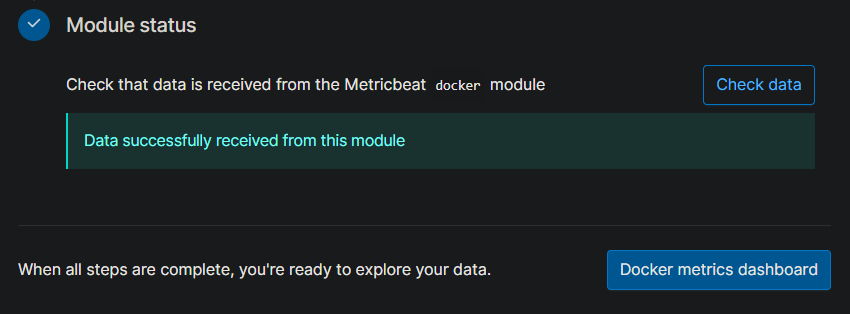 Module status
Check that data is received from the Metricbeat docker module
Check data
Data successfully received from this module
When all steps are complete, you're ready to explore your data.
Docker metrics dashboard